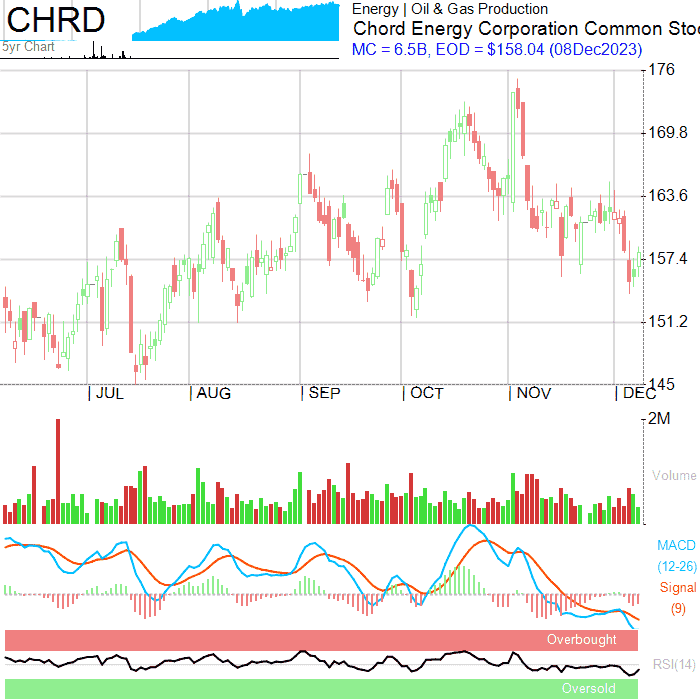 CHRD
5yr Chart
Energy | Oil & Gas Production
Chord Energy Corporation Common Sto
MC = 6.5B, EOD = $158.04 (08Dec2023)
176
169.8
163.6
157.4
151.2
145
JUL
AUG
SEP
OCT
NOV
DEC
2M
Volume
MACD
(12-26)
Signal
(9)
Overbought
RSI(14)
Oversold